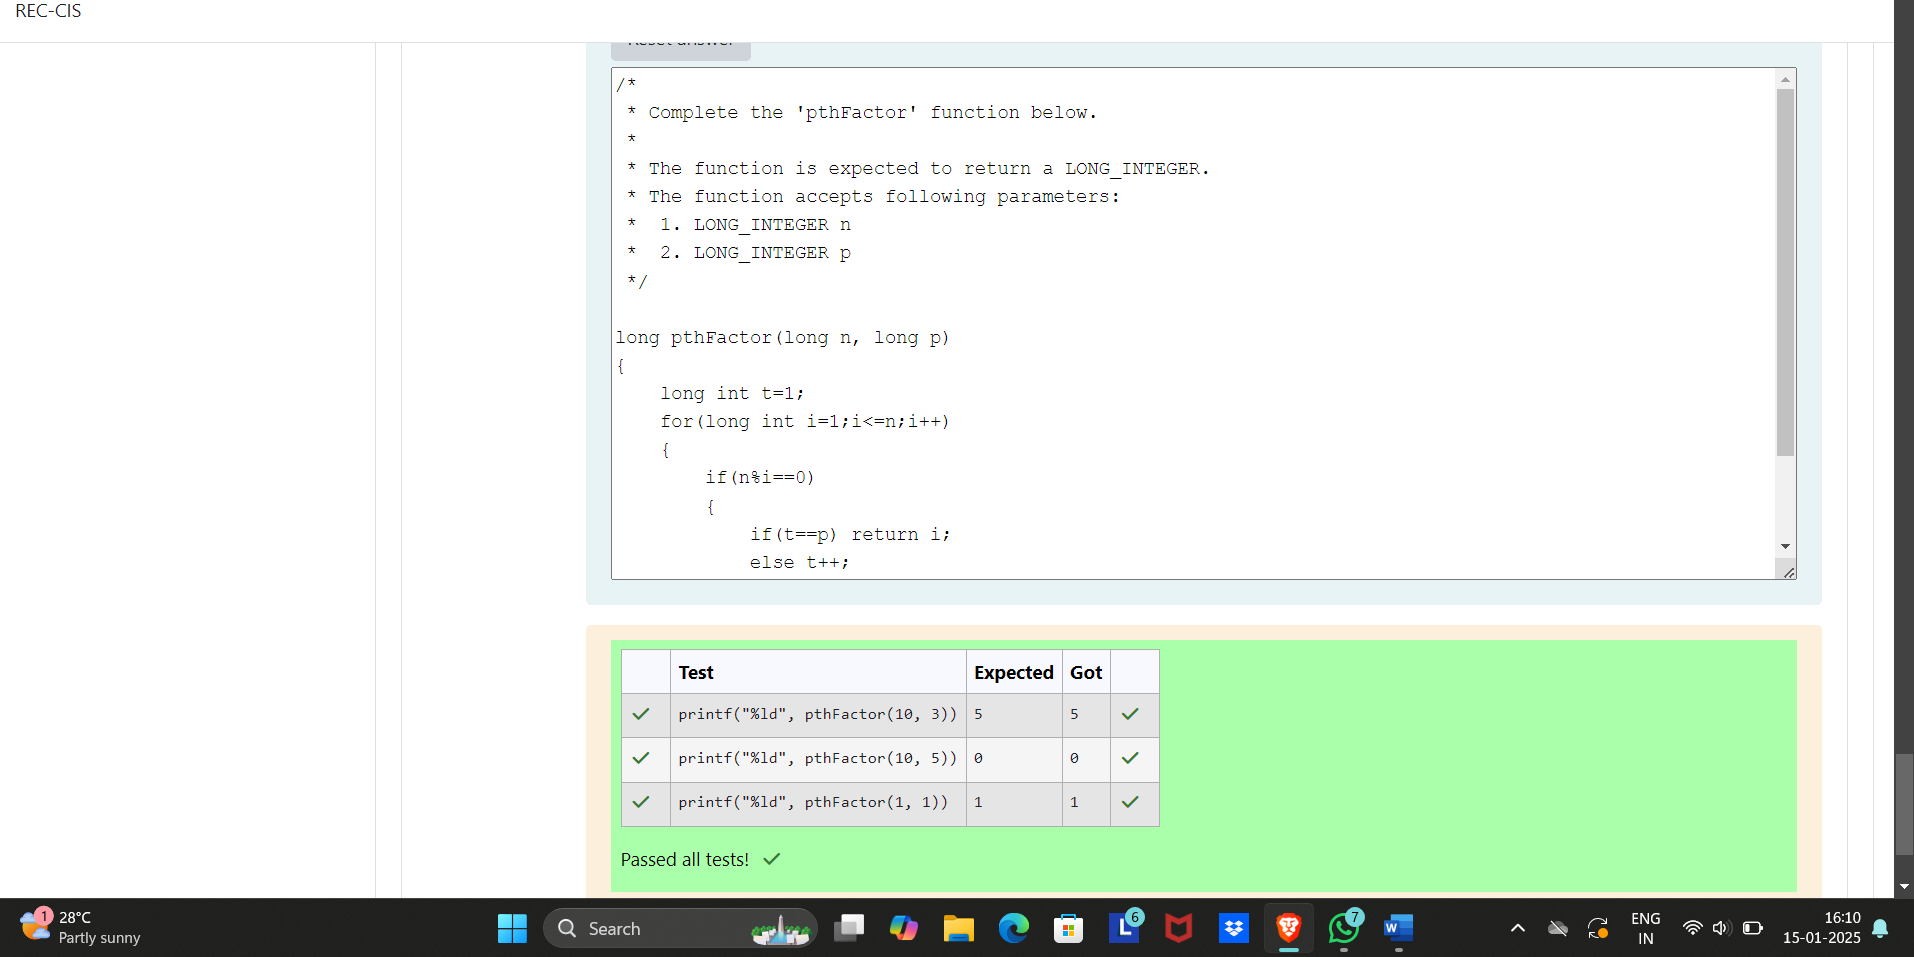 REC-CIS
/*
 * Complete the 'pthFactor' function below.
 *
 * The function is expected to return a LONG_INTEGER.
 * The function accepts following parameters:
 *  1. LONG_INTEGER n
 *  2. LONG_INTEGER p
 */
long pthFactor(long n, long p)
{
    long int t=1;
    for(long int i=1;i<=n;i++)
    {
        if(n%i==0)
        {
            if(t==p) return i;
            else t++;
Test Expected Got
printf("%ld", pthFactor(10, 3)) 5 5
printf("%ld", pthFactor(10, 5)) 0 0
printf("%ld", pthFactor(1, 1)) 1 1
Passed all tests!
1
28°C
Partly sunny
Search
L 6
7
W
ENG
IN
16:10
15-01-2025